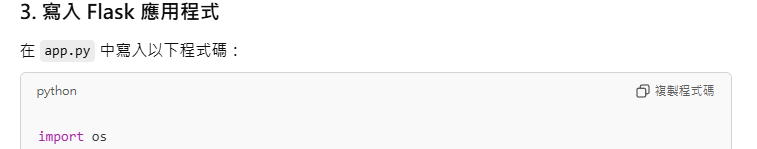 3. 寫入 Flask 應用程式
在 app.py 中寫入以下程式碼：
python 複製程式碼
import os